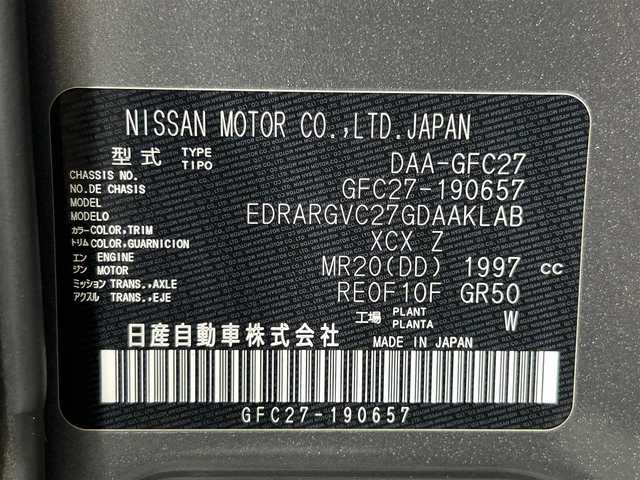 NISSAN MOTOR CO.,LTD.JAPAN
型式 TYPE TIPO DAA-GFC27
CHASSIS NO. NO.DE CHASIS GFC27-190657
MODEL MODELO EDRARGVC27GDAAKLAB
カラー COLOR,TRIM トリム COLOR,GUARNICION XCX Z
エンジン ENGINE MOTOR MR20(DD) 1997 CC
ミッション TRANS.,AXLE アクスル TRANS.,EJE RE0F10F GR50
工場 PLANT PLANTA W
日産自動車株式会社 MADE IN JAPAN
GFC27-190657